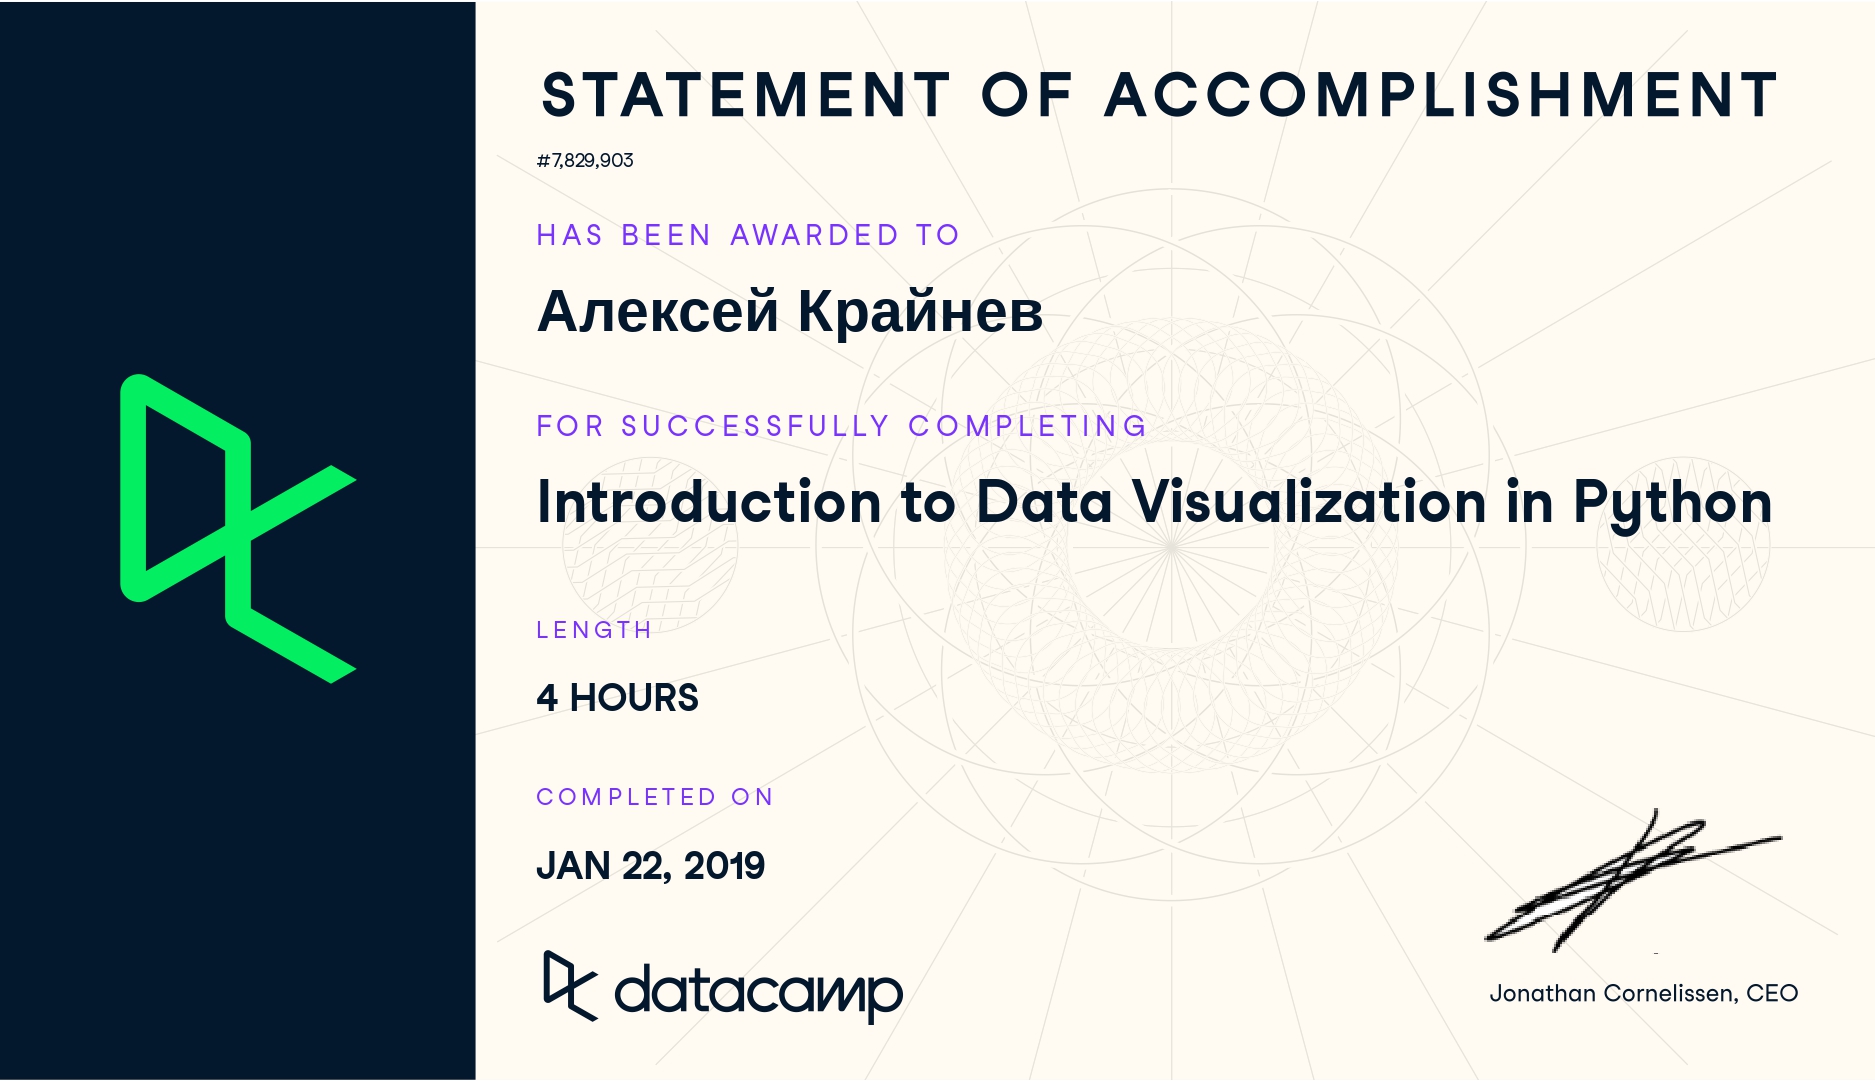 STATEMENT OF ACCOMPLISHMENT
#7,829,903
HAS BEEN AWARDED TO
Алексей Крайнев
FOR SUCCESSFULLY COMPLETING
Introduction to Data Visualization in Python
LENGTH
4 HOURS
COMPLETED ON
JAN 22, 2019
datacamp
Jonathan Cornelissen, CEO